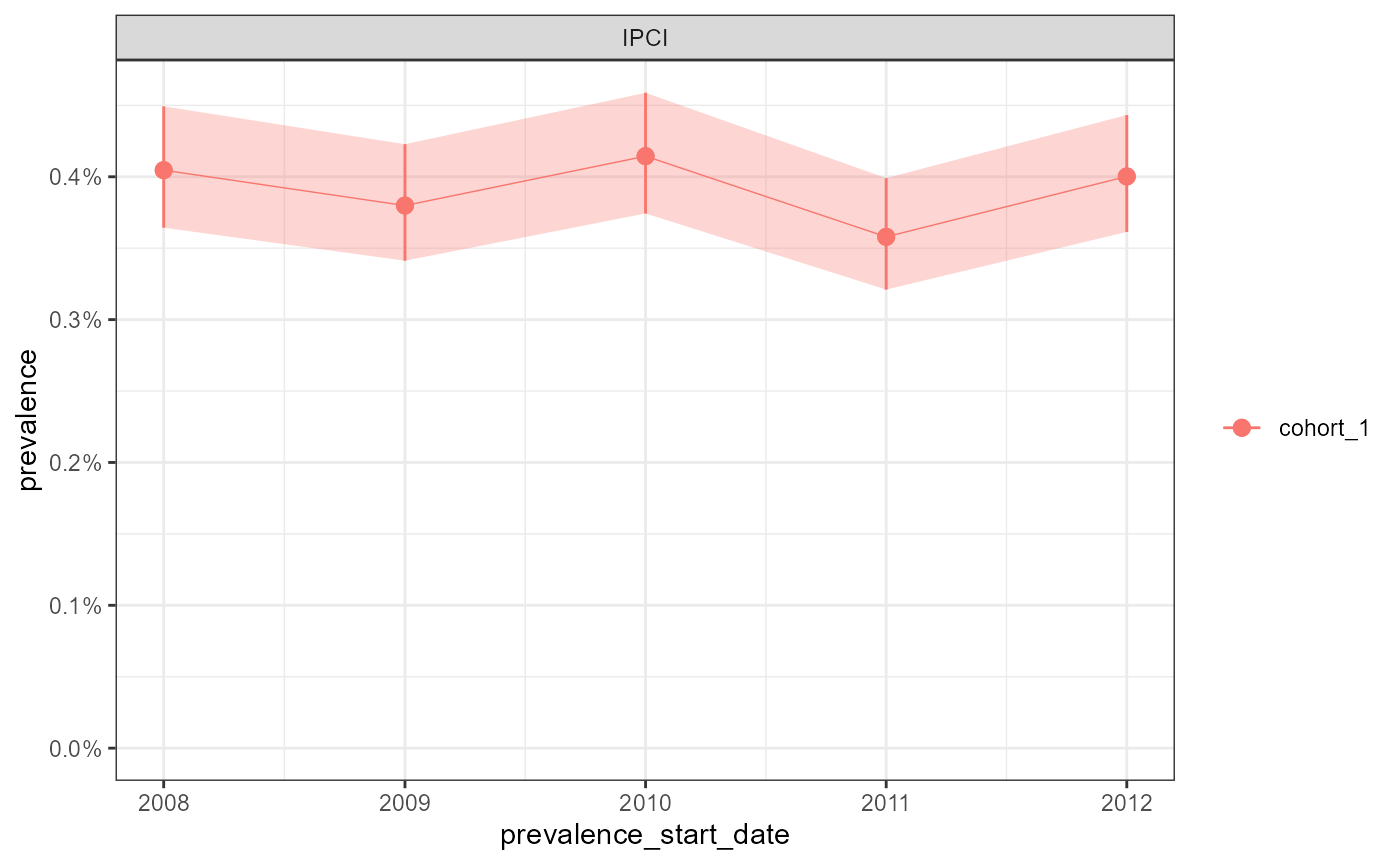 IPCI
prevalence
0.4%
0.3%
0.2%
0.1%
0.0%
2008 2009 2010 2011 2012
prevalence_start_date
cohort_1